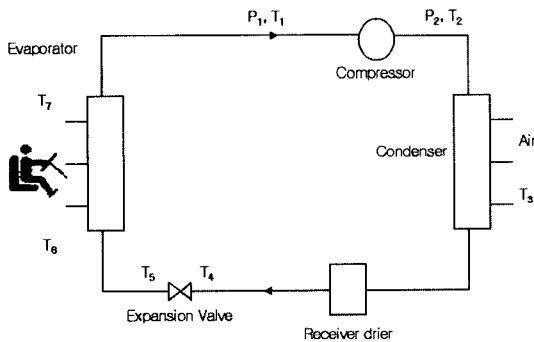 P₁, T₁
P₂, T₂
Evaporator
Compressor
T₇
Condenser
Air
T₃
T₆
T₅
T₄
Expansion Valve
Receiver drier